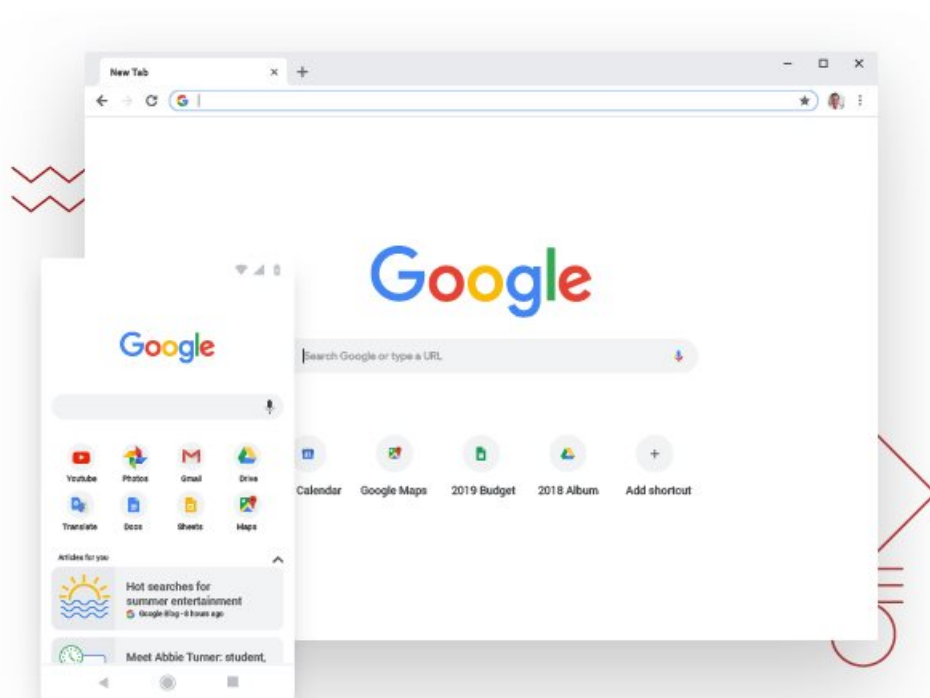 New Tab
Google
Search Google or type a URL
Calendar
Google Maps
2019 Budget
2018 Album
Add shortcut
Google
Youtube
Photos
Gmail
Drive
Translate
Docs
Sheets
Maps
Articles for you
Hot searches for
summer entertainment
Google Blog - 8 hours ago
Meet Abbie Turner: student,